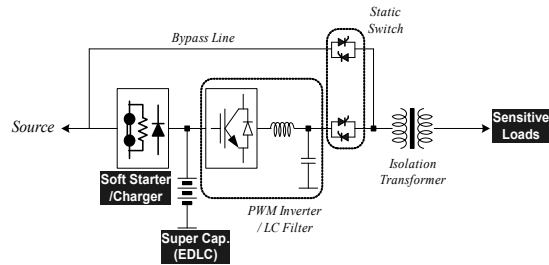 Static
Switch
Bypass Line
Source
Sensitive
Loads
Isolation
Transformer
Soft Starter
/Charger
PWM Inverter
/ LC Filter
Super Cap.
(EDLC)